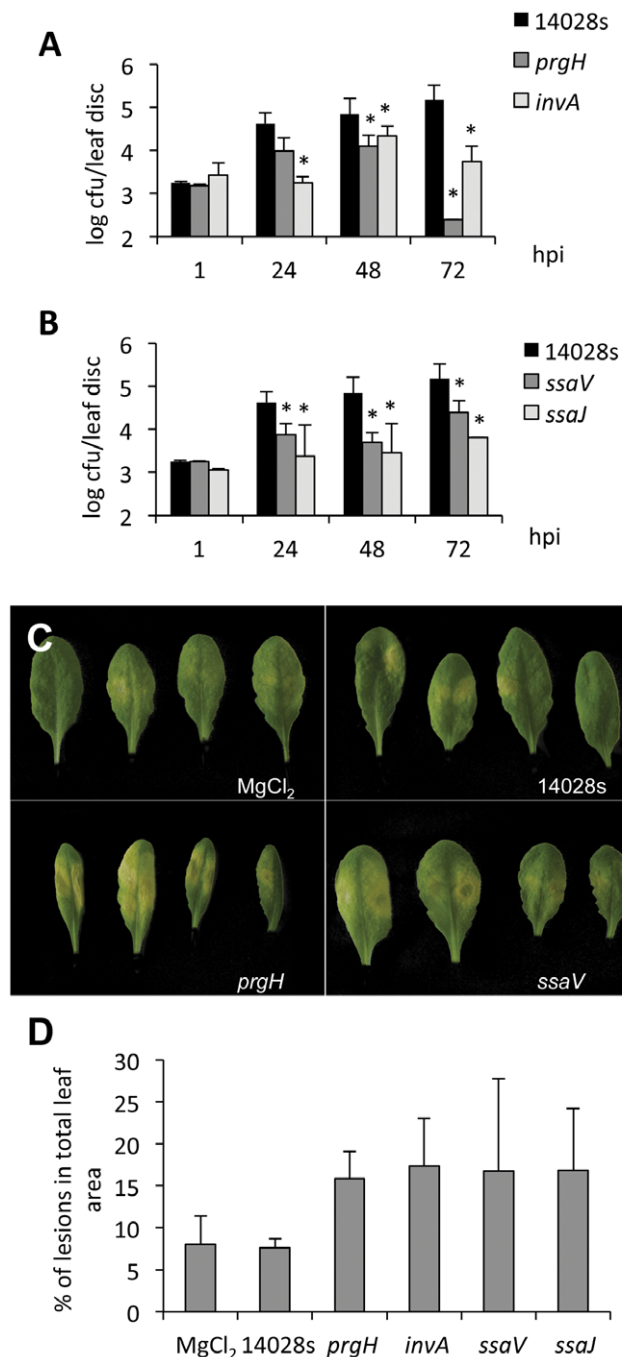 A
14028s
prgH
invA
log cfu/leaf disc
6
5
4
3
2
* * * * *
1 24 48 72 hpi
B
14028s
ssaV
ssaJ
log cfu/leaf disc
6
5
4
3
2
* * * * * *
1 24 48 72 hpi
C
MgCl₂
14028s
prgH
ssaV
D
% of lesions in total leaf
area
30
25
20
15
10
5
0
MgCl₂ 14028s prgH invA ssaV ssaJ